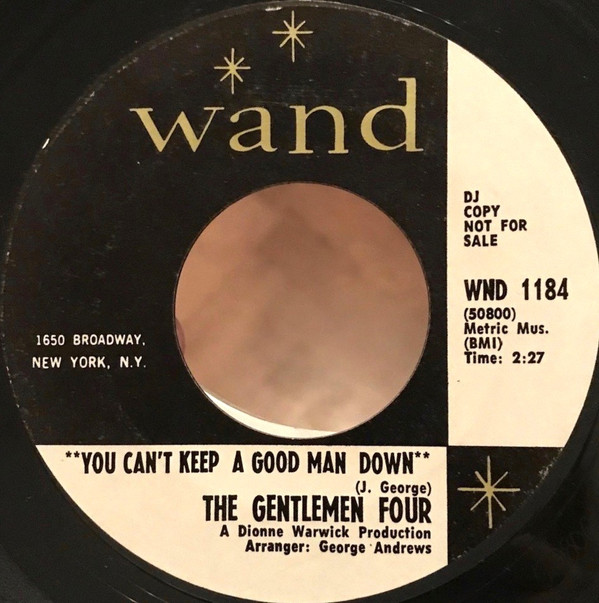 wand
DJ
COPY
NOT FOR
SALE
WND 1184
(50800)
Metric Mus.
(BMI)
Time: 2:27
1650 BROADWAY,
NEW YORK, N.Y.
**YOU CAN'T KEEP A GOOD MAN DOWN**
(J. George)
THE GENTLEMEN FOUR
A Dionne Warwick Production
Arranger: George Andrews